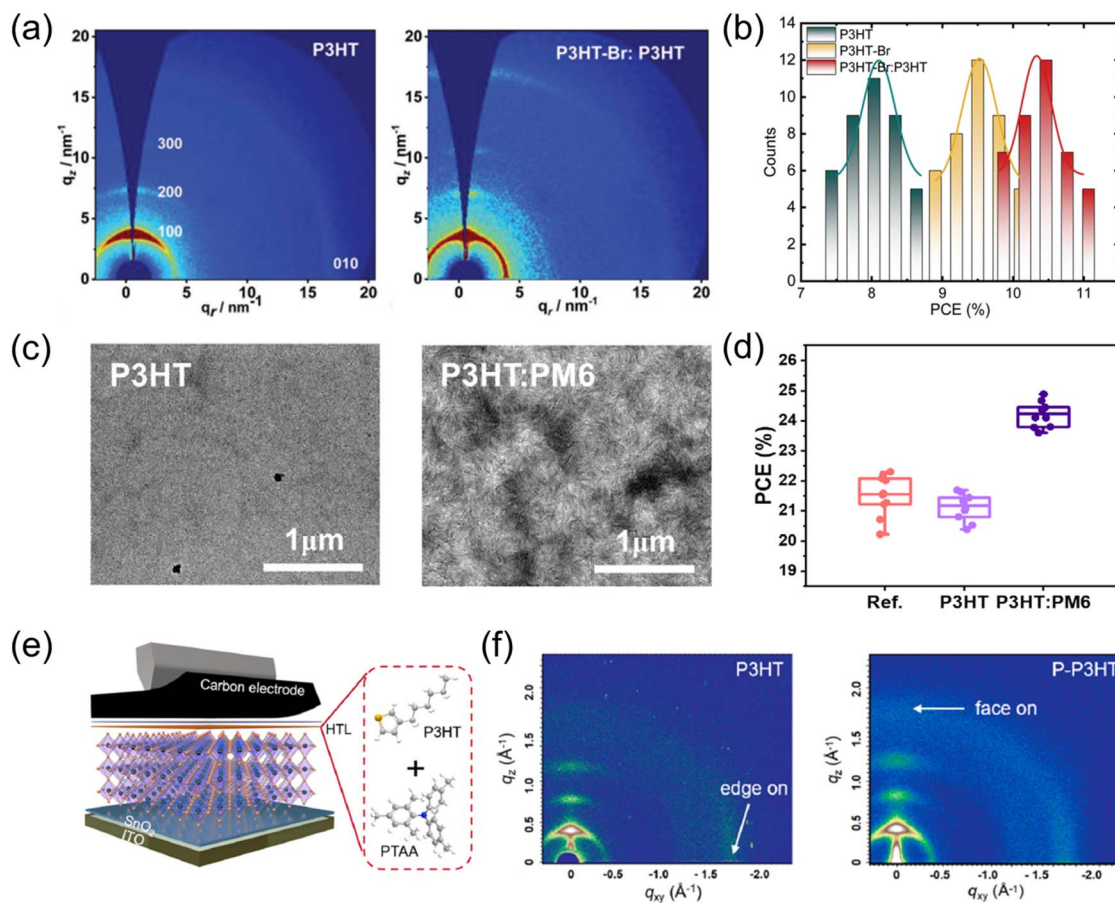 (a)
P3HT
P3HT-Br: P3HT
20
15
10
5
0
q_z / nm⁻¹
300
200
100
010
0 5 10 15 20
q_r / nm⁻¹
20
15
10
5
0
q_z / nm⁻¹
0 5 10 15 20
q_r / nm⁻¹
(b)
P3HT
P3HT-Br
P3HT-Br:P3HT
14
12
10
8
6
4
2
0
Counts
7 8 9 10 11
PCE (%)
(c)
P3HT
1μm
P3HT:PM6
1μm
(d)
26
25
24
23
22
21
20
19
PCE (%)
Ref. P3HT P3HT:PM6
(e)
Carbon electrode
HTL
SnO₂
ITO
P3HT
+
PTAA
(f)
P3HT
2.0
1.5
1.0
0.5
0
q_z (Å⁻¹)
edge on
0 -0.5 -1.0 -1.5 -2.0
q_xy (Å⁻¹)
P-P3HT
face on
2.0
1.5
1.0
0.5
0
q_z (Å⁻¹)
0 -0.5 -1.0 -1.5 -2.0
q_xy (Å⁻¹)